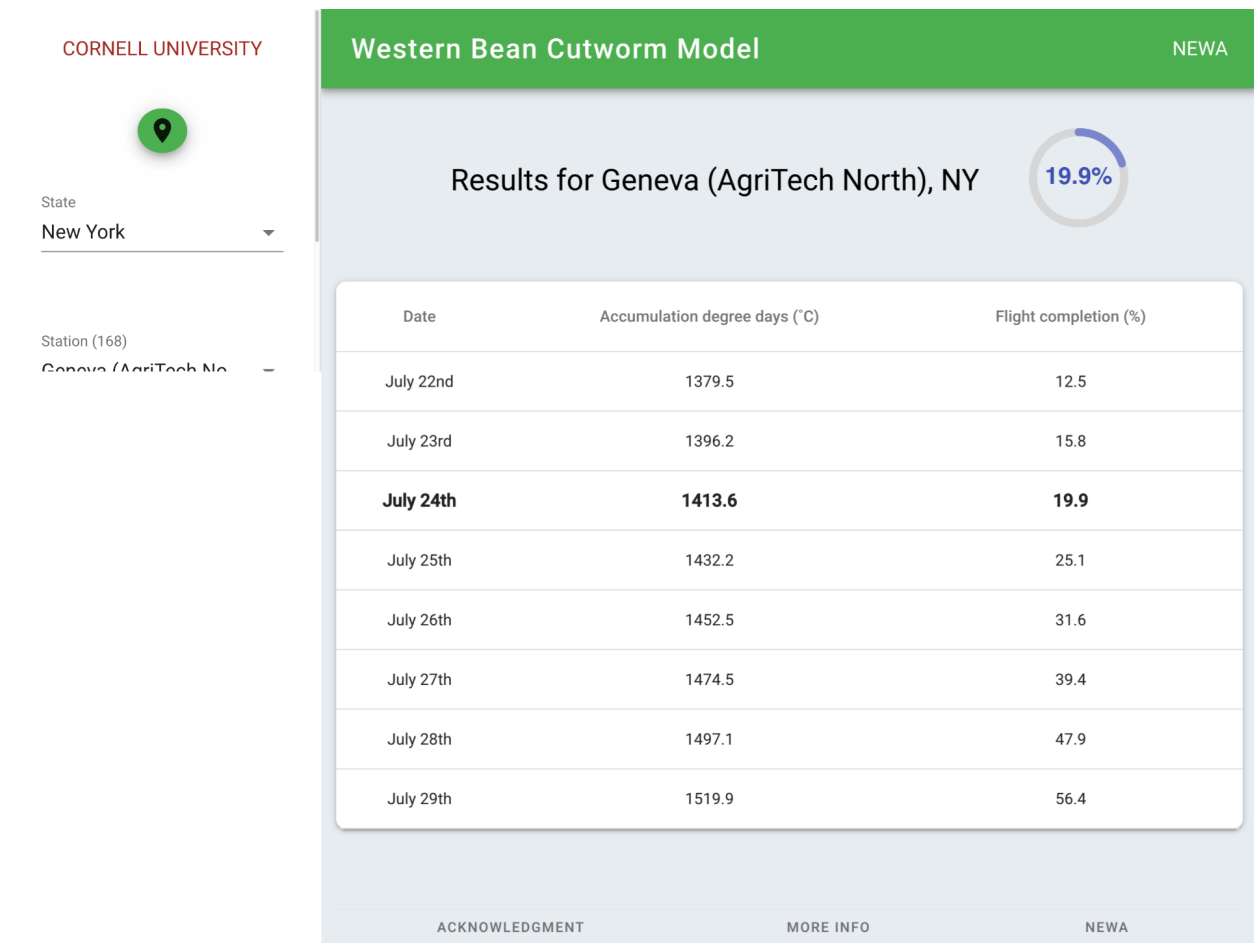 CORNELL UNIVERSITY
State
New York
Station (168)
Geneva (AgriTech No
Western Bean Cutworm Model
NEWA
Results for Geneva (AgriTech North), NY
19.9%
Date Accumulation degree days (˚C) Flight completion (%)
July 22nd 1379.5 12.5
July 23rd 1396.2 15.8
July 24th 1413.6 19.9
July 25th 1432.2 25.1
July 26th 1452.5 31.6
July 27th 1474.5 39.4
July 28th 1497.1 47.9
July 29th 1519.9 56.4
ACKNOWLEDGMENT MORE INFO NEWA